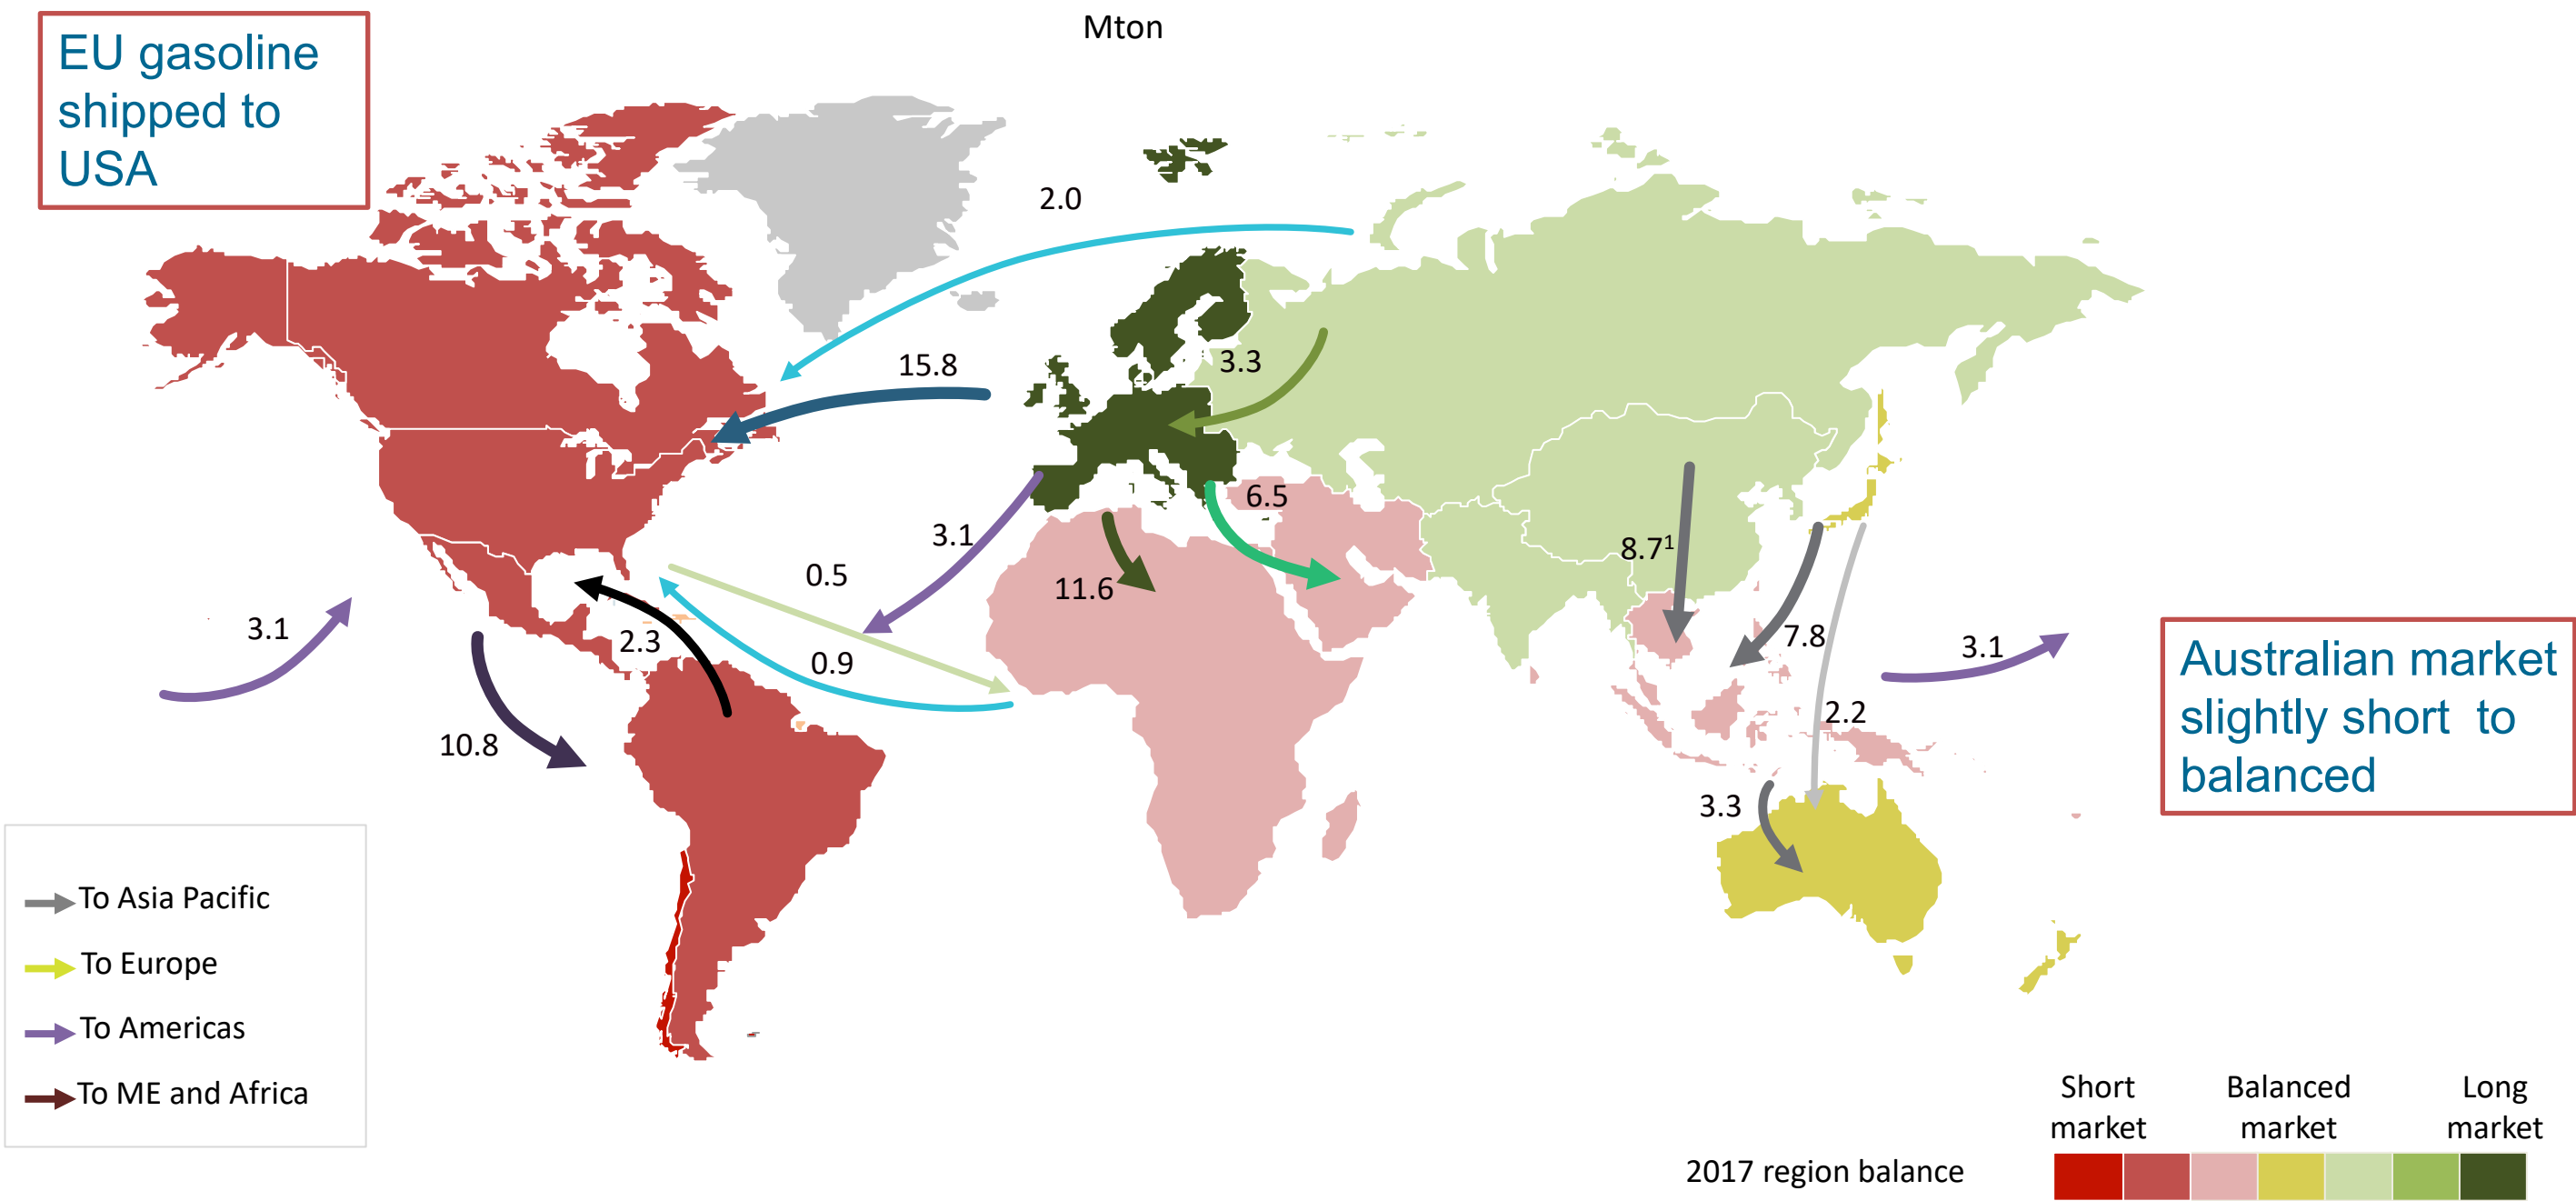 Mton
EU gasoline
shipped to
USA
2.0
15.8
3.3
6.5
3.1
0.5
11.6
8.7¹
3.1
2.3
0.9
7.8
3.1
10.8
2.2
3.3
Australian market
slightly short to
balanced
To Asia Pacific
To Europe
To Americas
To ME and Africa
Short
market
Balanced
market
Long
market
2017 region balance